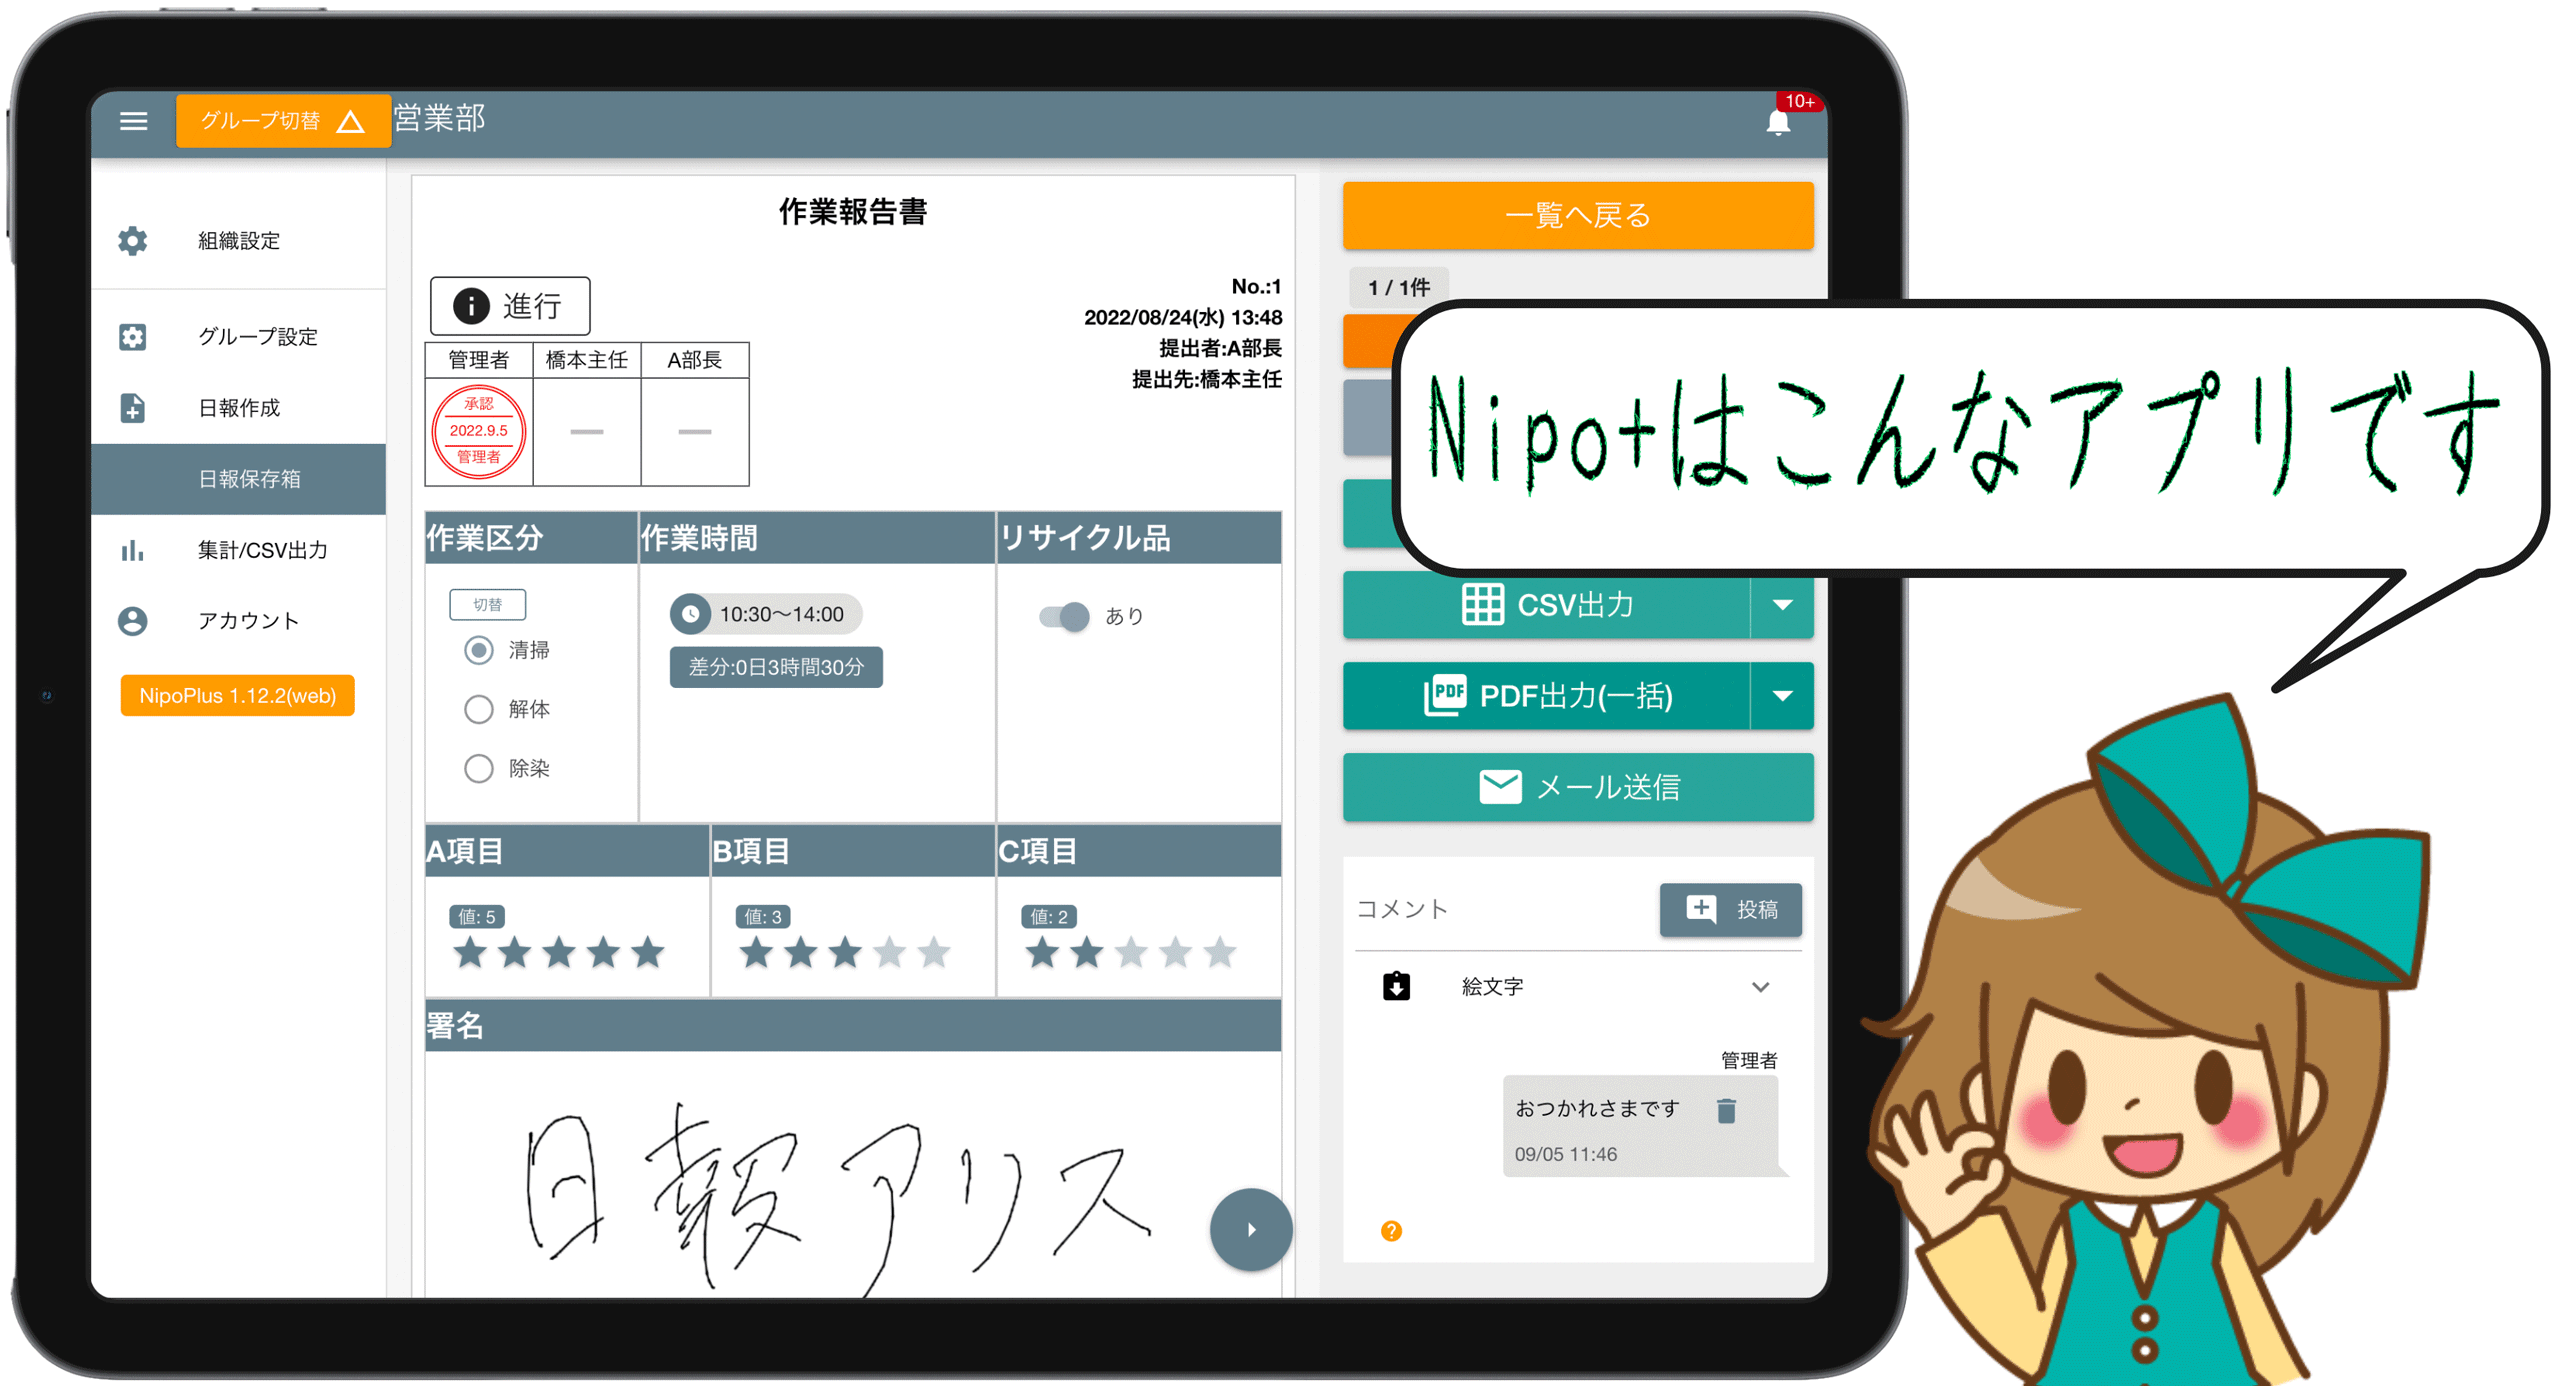 グループ切替
営業部
10+
組織設定
グループ設定
日報作成
日報保存箱
集計/CSV出力
アカウント
NipoPlus 1.12.2(web)
作業報告書
進行
No.:1
2022/08/24(水) 13:48
提出者:A部長
提出先:橋本主任
管理者 橋本主任 A部長
承認
2022.9.5
管理者
作業区分 作業時間 リサイクル品
切替
清掃
解体
除染
10:30〜14:00
差分:0日3時間30分
あり
A項目 B項目 C項目
値: 5 値: 3 値: 2
署名
日報アリス
一覧へ戻る
1 / 1件
CSV出力
PDF
PDF出力(一括)
メール送信
コメント
投稿
絵文字
管理者
おつかれさまです
09/05 11:46
?
Nipo+はこんなアプリです